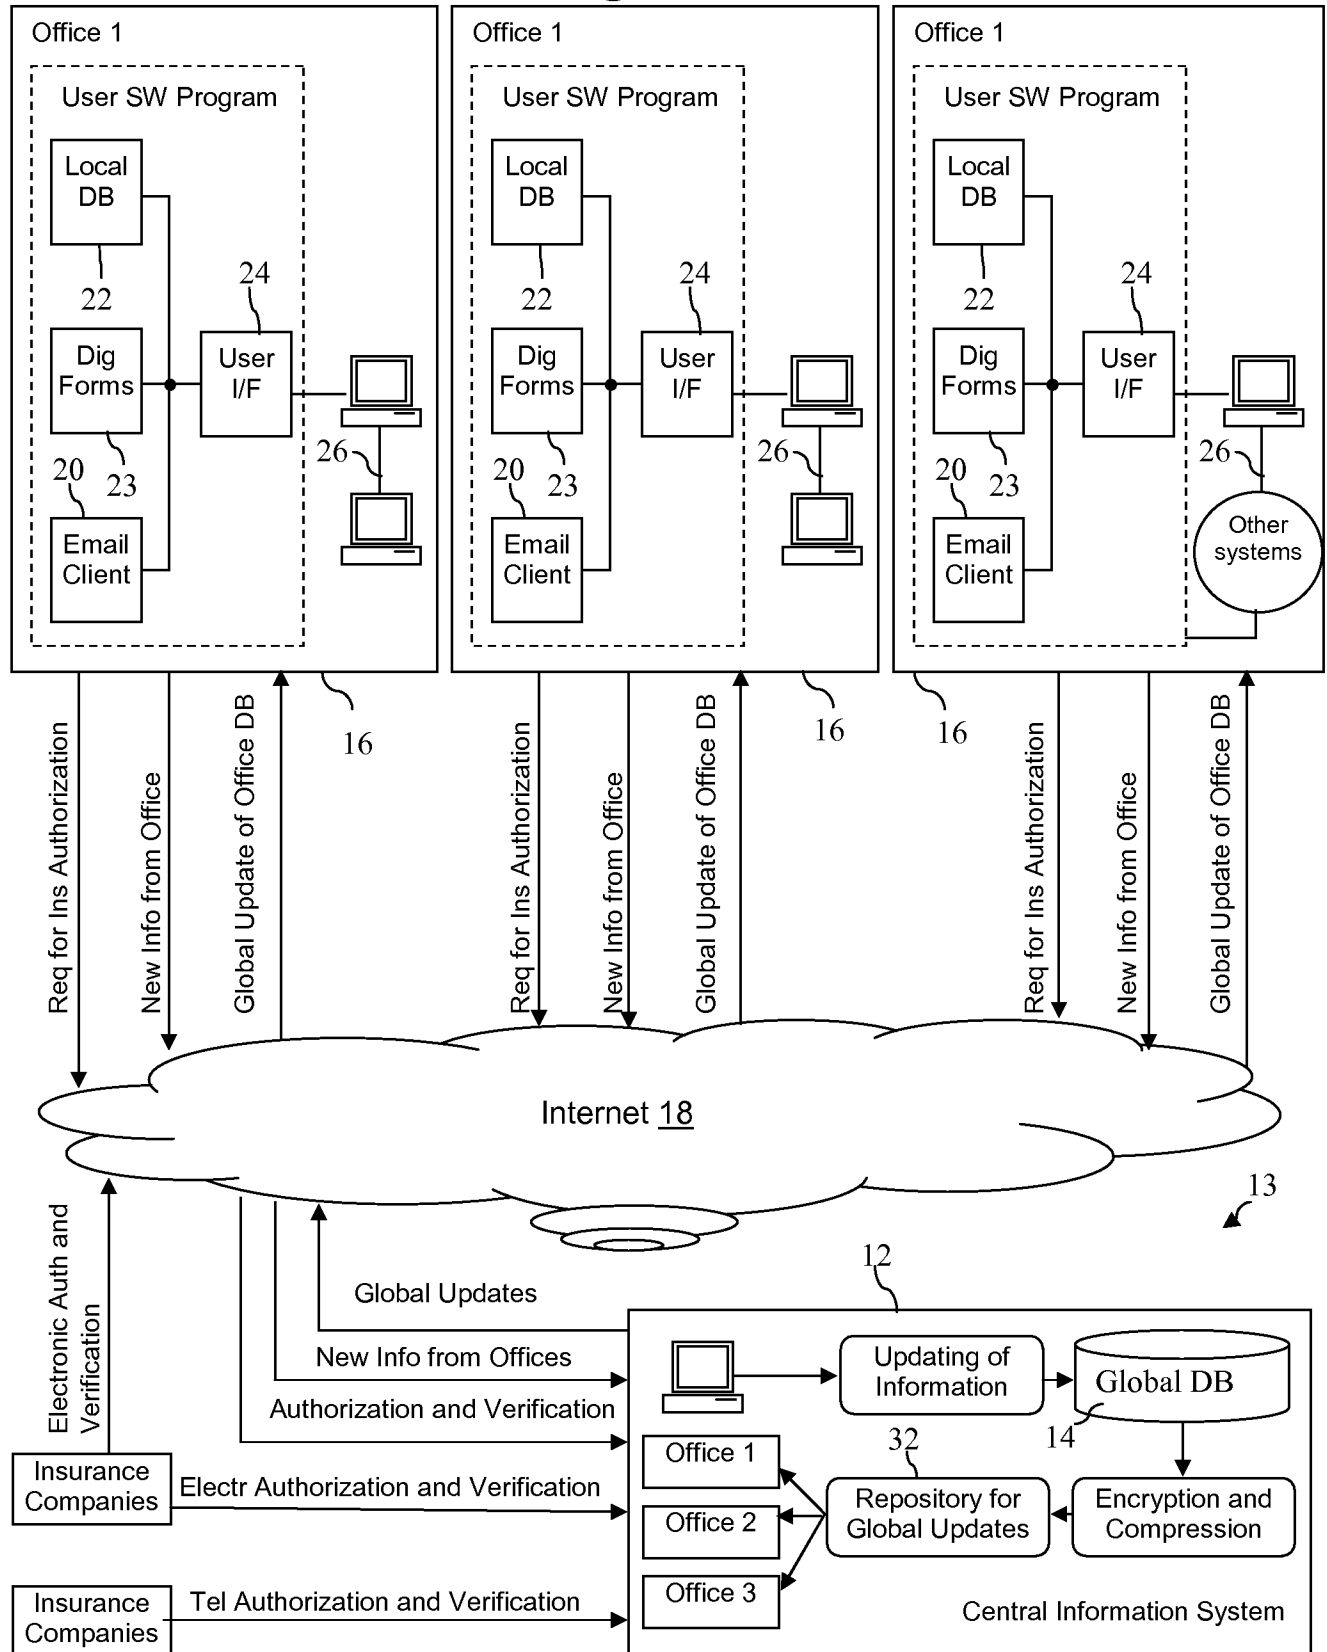 Office 1
User SW Program
Local
DB
22
24
Dig
Forms
User
I/F
23
20
26
Email
Client
16
Office 1
User SW Program
Local
DB
22
24
Dig
Forms
User
I/F
23
20
26
Email
Client
16
Office 1
User SW Program
Local
DB
22
24
Dig
Forms
User
I/F
23
20
26
Email
Client
Other
systems
16
Req for Ins Authorization
New Info from Office
Global Update of Office DB
Req for Ins Authorization
New Info from Office
Global Update of Office DB
Req for Ins Authorization
New Info from Office
Global Update of Office DB
Internet 18
13
Electronic Auth and
Verification
Global Updates
New Info from Offices
Authorization and Verification
Insurance
Companies
Electr Authorization and Verification
Insurance
Companies
Tel Authorization and Verification
12
Updating of
Information
Global DB
14
32
Office 1
Office 2
Office 3
Repository for
Global Updates
Encryption and
Compression
Central Information System